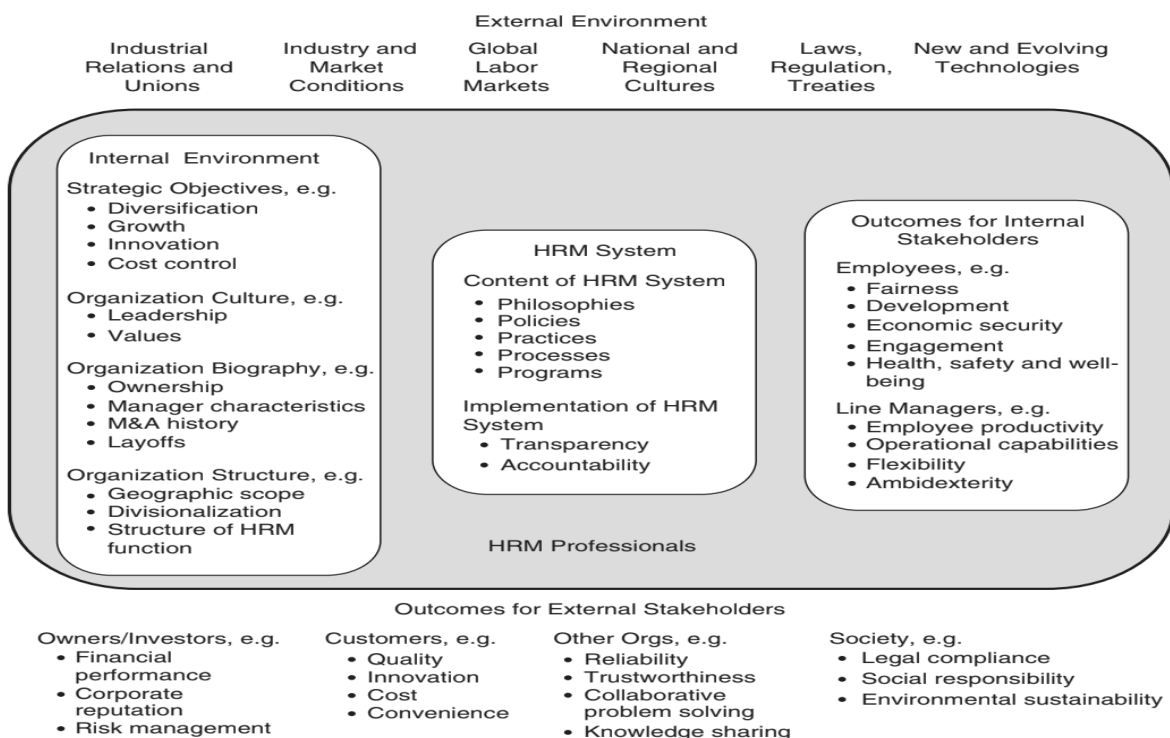 External Environment
Industrial
Relations and
Unions
Industry and
Market
Conditions
Global
Labor
Markets
National and
Regional
Cultures
Laws,
Regulation,
Treaties
New and Evolving
Technologies
Internal Environment
Strategic Objectives, e.g.
• Diversification
• Growth
• Innovation
• Cost control
Organization Culture, e.g.
• Leadership
• Values
Organization Biography, e.g.
• Ownership
• Manager characteristics
• M&A history
• Layoffs
Organization Structure, e.g.
• Geographic scope
• Divisionalization
• Structure of HRM
function
HRM System
Content of HRM System
• Philosophies
• Policies
• Practices
• Processes
• Programs
Implementation of HRM
System
• Transparency
• Accountability
Outcomes for Internal
Stakeholders
Employees, e.g.
• Fairness
• Development
• Economic security
• Engagement
• Health, safety and well-
being
Line Managers, e.g.
• Employee productivity
• Operational capabilities
• Flexibility
• Ambidexterity
HRM Professionals
Outcomes for External Stakeholders
Owners/Investors, e.g.
• Financial
performance
• Corporate
reputation
• Risk management
Customers, e.g.
• Quality
• Innovation
• Cost
• Convenience
Other Orgs, e.g.
• Reliability
• Trustworthiness
• Collaborative
problem solving
• Knowledge sharing
Society, e.g.
• Legal compliance
• Social responsibility
• Environmental sustainability